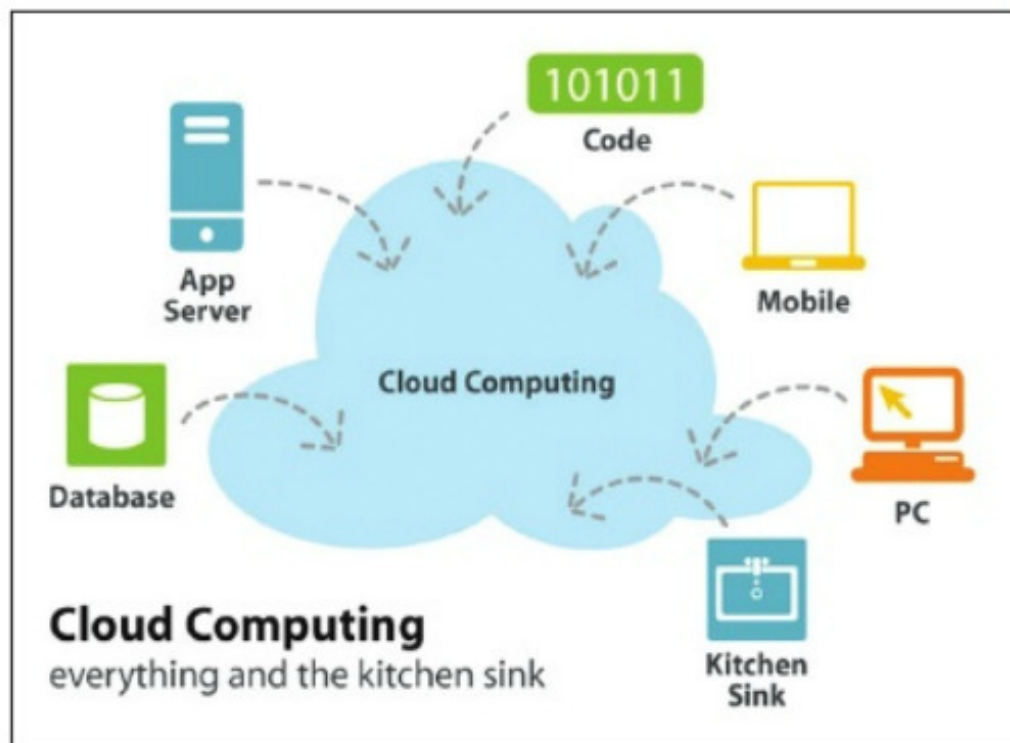 101011
Code
App
Server
Mobile
Cloud Computing
Database
PC
Kitchen
Sink
Cloud Computing
everything and the kitchen sink